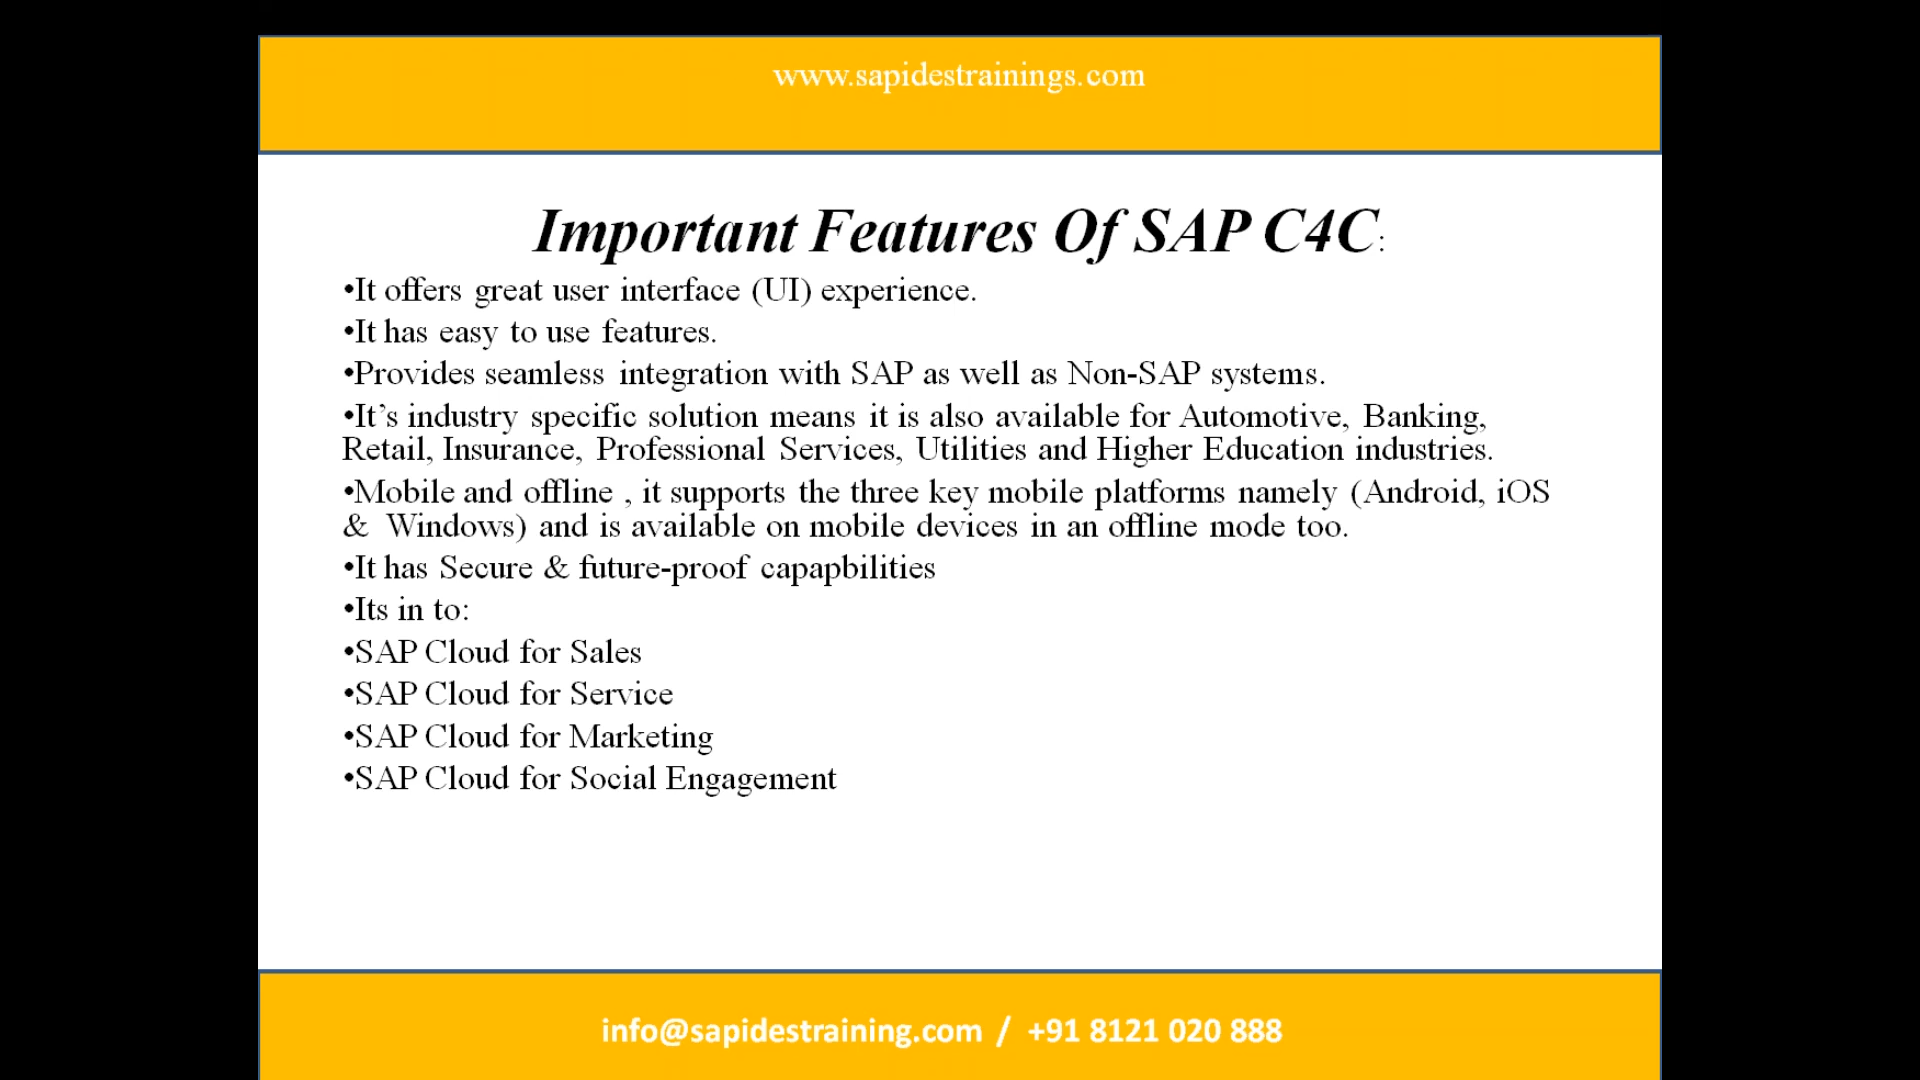 www.sapidestrainings.com
Important Features Of SAP C4C:
•It offers great user interface (UI) experience.
•It has easy to use features.
•Provides seamless integration with SAP as well as Non-SAP systems.
•It’s industry specific solution means it is also available for Automotive, Banking,
Retail, Insurance, Professional Services, Utilities and Higher Education industries.
•Mobile and offline , it supports the three key mobile platforms namely (Android, iOS
& Windows) and is available on mobile devices in an offline mode too.
•It has Secure & future-proof capapbilities
•Its in to:
•SAP Cloud for Sales
•SAP Cloud for Service
•SAP Cloud for Marketing
•SAP Cloud for Social Engagement
info@sapidestraining.com / +91 8121 020 888